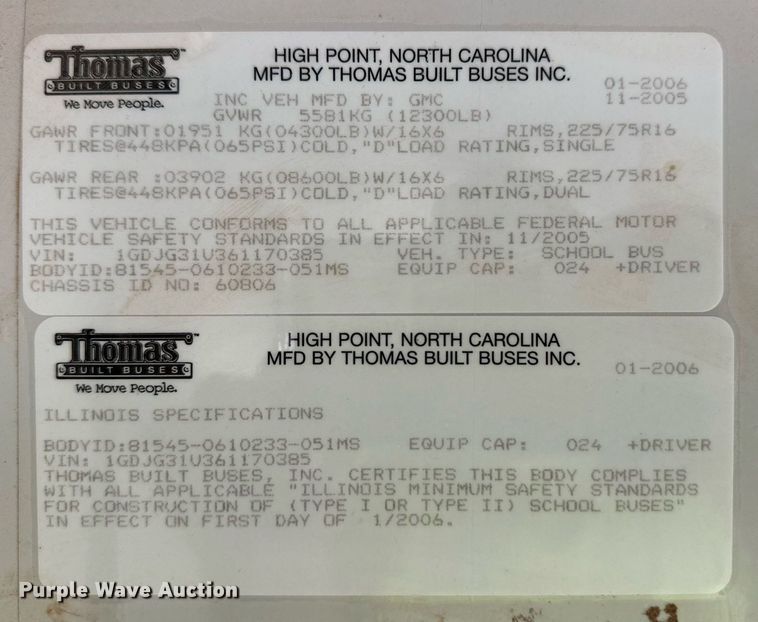 Thomas™
BUILT BUSES®
We Move People.
HIGH POINT, NORTH CAROLINA
MFD BY THOMAS BUILT BUSES INC.
01-2006
INC VEH MFD BY: GMC 11-2005
GVWR 5581KG (12300LB)
GAWR FRONT:01951 KG(04300LB)W/16X6 RIMS,225/75R16
TIRES@448KPA(065PSI)COLD,"D"LOAD RATING,SINGLE
GAWR REAR :03902 KG(08600LB)W/16X6 RIMS,225/75R16
TIRES@448KPA(065PSI)COLD,"D"LOAD RATING,DUAL
THIS VEHICLE CONFORMS TO ALL APPLICABLE FEDERAL MOTOR
VEHICLE SAFETY STANDARDS IN EFFECT IN: 11/2005
VIN: 1GDJG31U361170385 VEH. TYPE: SCHOOL BUS
BODYID:81545-0610233-051MS EQUIP CAP: 024 +DRIVER
CHASSIS ID NO: 60806
Thomas™
BUILT BUSES®
We Move People.
HIGH POINT, NORTH CAROLINA
MFD BY THOMAS BUILT BUSES INC.
01-2006
ILLINOIS SPECIFICATIONS
BODYID:81545-0610233-051MS EQUIP CAP: 024 +DRIVER
VIN: 1GDJG31U361170385
THOMAS BUILT BUSES, INC. CERTIFIES THIS BODY COMPLIES
WITH ALL APPLICABLE "ILLINOIS MINIMUM SAFETY STANDARDS
FOR CONSTRUCTION OF (TYPE I OR TYPE II) SCHOOL BUSES"
IN EFFECT ON FIRST DAY OF 1/2006.
Purple Wave Auction